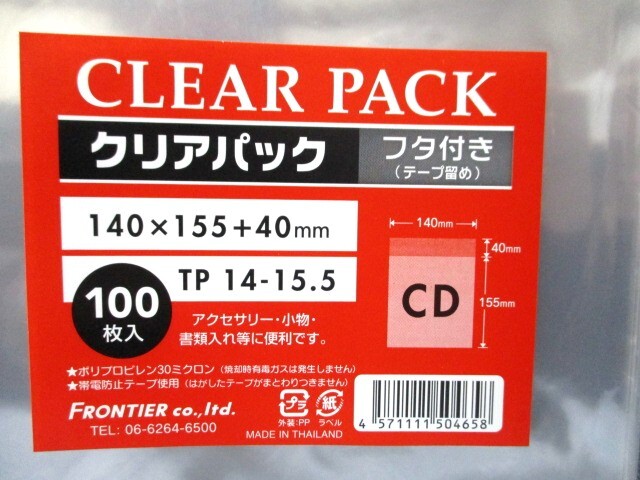 CLEAR PACK
クリアパック
フタ付き
(テープ留め)
140×155+40mm
TP 14-15.5
100
枚入
アクセサリー・小物・
書類入れ等に便利です。
140mm
40mm
155mm
CD
★ポリプロピレン30ミクロン(焼却時有毒ガスは発生しません)
★帯電防止テープ使用(はがしたテープがまとわりつきません)
FRONTIER co.,ltd.
TEL: 06-6264-6500
プラ
外装:PP
紙
ラベル
MADE IN THAILAND
4 571111 504658